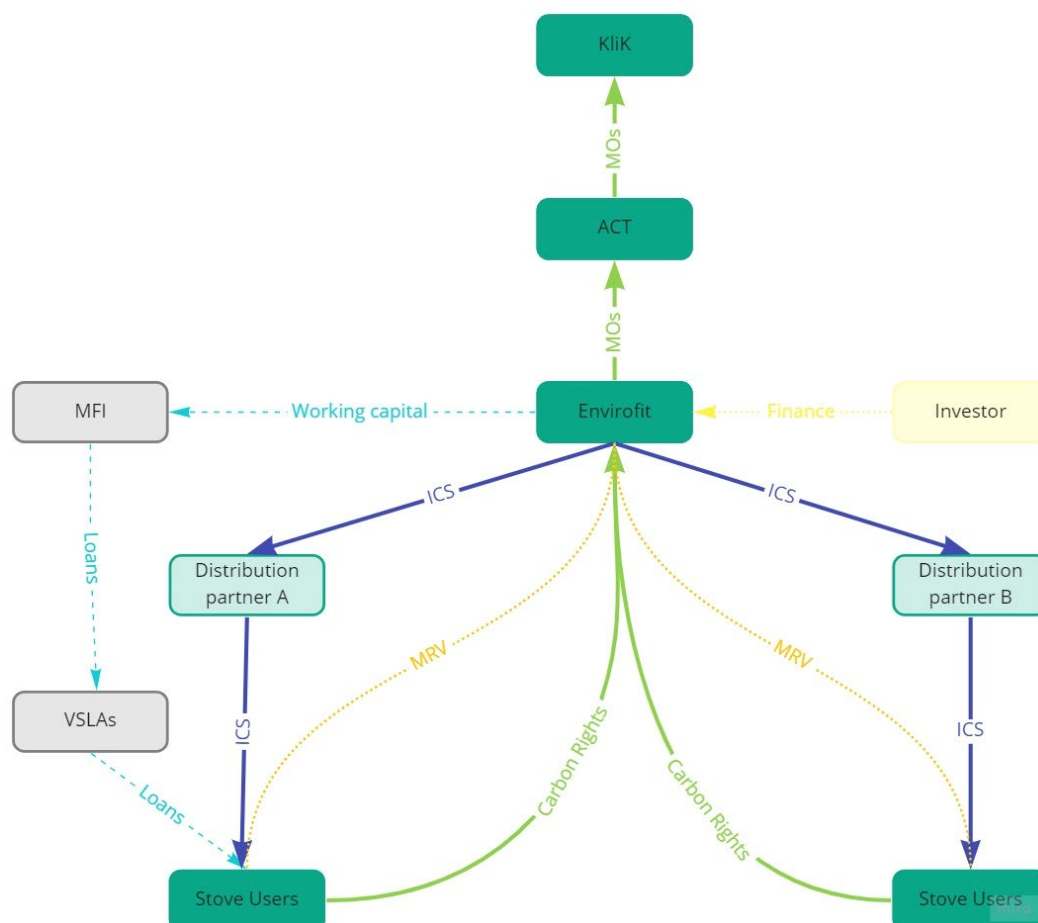 KliK
MOs
ACT
MOs
MFI
Working capital
Envirofit
Finance
Investor
ICS
ICS
Loans
Distribution
partner A
Distribution
partner B
MRV
MRV
VSLAs
ICS
ICS
Carbon Rights
Carbon Rights
Loans
Stove Users
Stove Users
miro